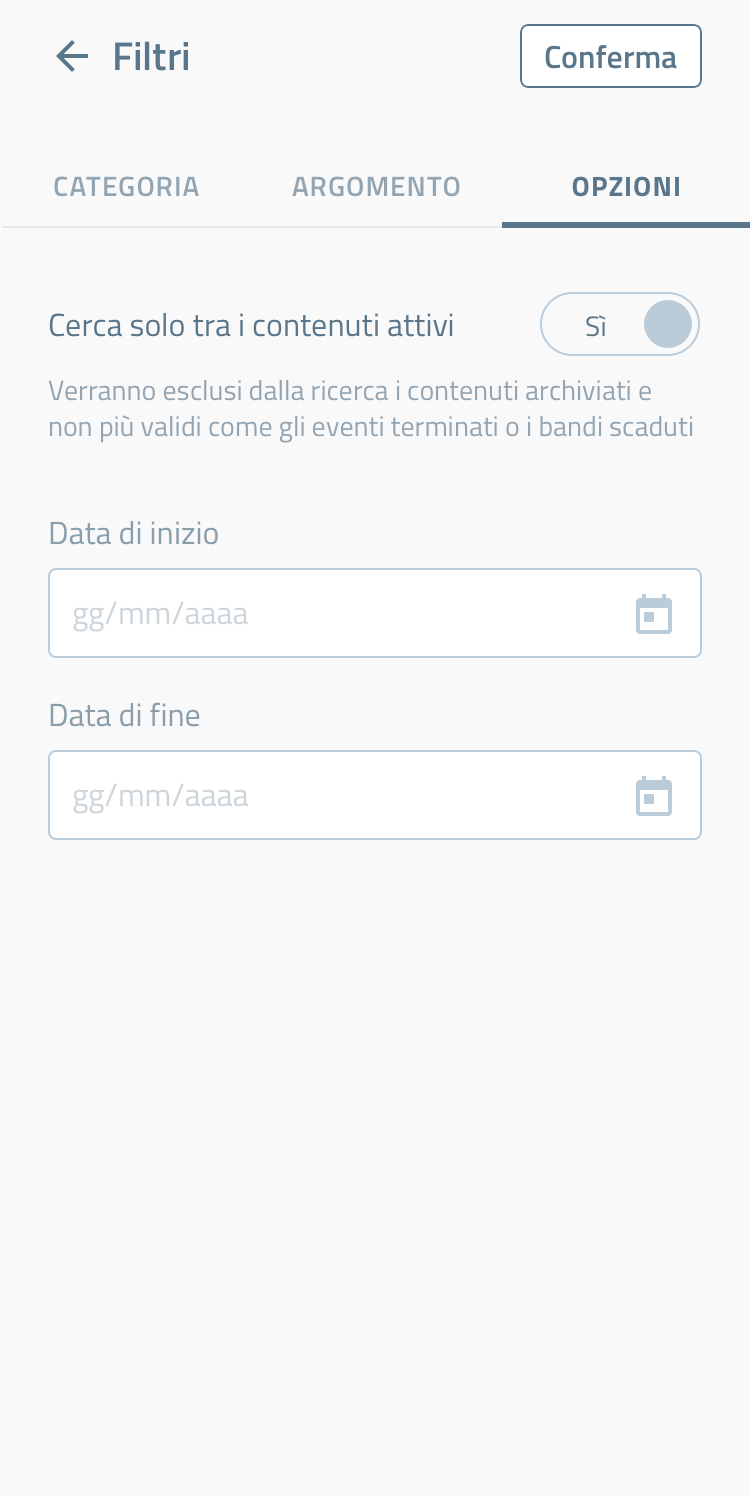 Filtri
Conferma
CATEGORIA
ARGOMENTO
OPZIONI
Cerca solo tra i contenuti attivi
Sì
Verranno esclusi dalla ricerca i contenuti archiviati e
non più validi come gli eventi terminati o i bandi scaduti
Data di inizio
gg/mm/aaaa
Data di fine
gg/mm/aaaa